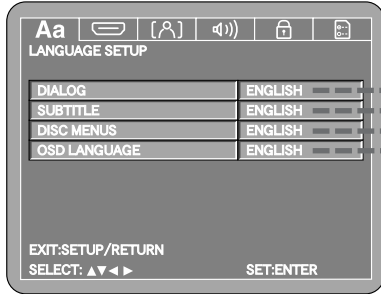 Aa
LANGUAGE SETUP
DIALOG ENGLISH
SUBTITLE ENGLISH
DISC MENUS ENGLISH
OSD LANGUAGE ENGLISH
EXIT:SETUP/RETURN
SELECT: ▲▼◄ ► SET:ENTER